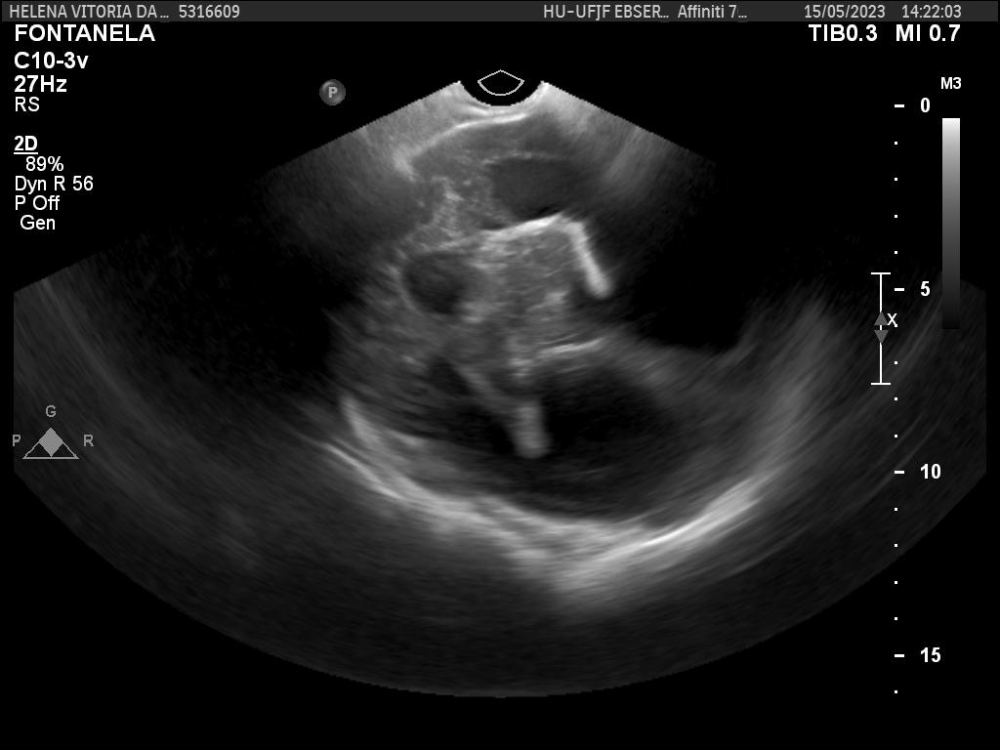 HELENA VITORIA DA... 5316609 HU-UFJF EBSER... Affiniti 7... 15/05/2023 14:22:03
FONTANELA TIB0.3 MI 0.7
C10-3v
27Hz
RS
2D
89%
Dyn R 56
P Off
Gen
P
M3
0
5
X
10
15
G
P R